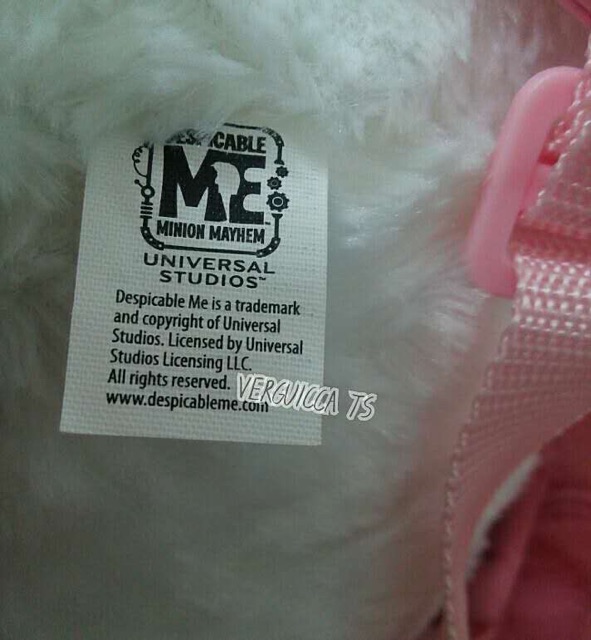 DESPICABLE
ME
MINION MAYHEM
UNIVERSAL
STUDIOS™
Despicable Me is a trademark
and copyright of Universal
Studios. Licensed by Universal
Studios Licensing LLC.
All rights reserved.
www.despicableme.com
VERGUICCA TS